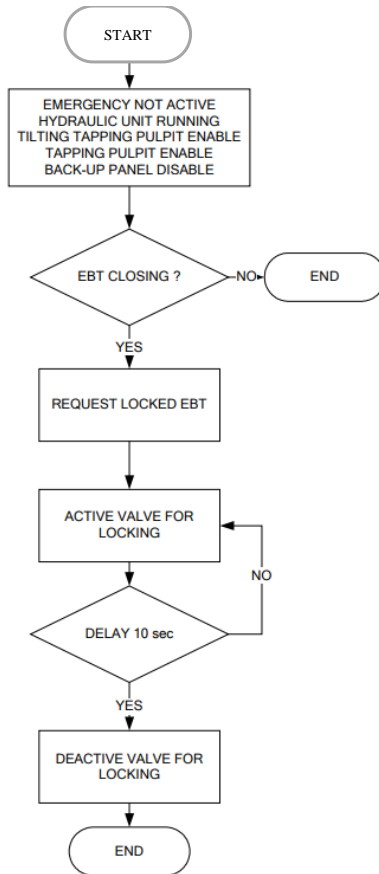 START
EMERGENCY NOT ACTIVE
HYDRAULIC UNIT RUNNING
TILTING TAPPING PULPIT ENABLE
TAPPING PULPIT ENABLE
BACK-UP PANEL DISABLE
EBT CLOSING ?
NO
END
YES
REQUEST LOCKED EBT
ACTIVE VALVE FOR
LOCKING
NO
DELAY 10 sec
YES
DEACTIVE VALVE FOR
LOCKING
END